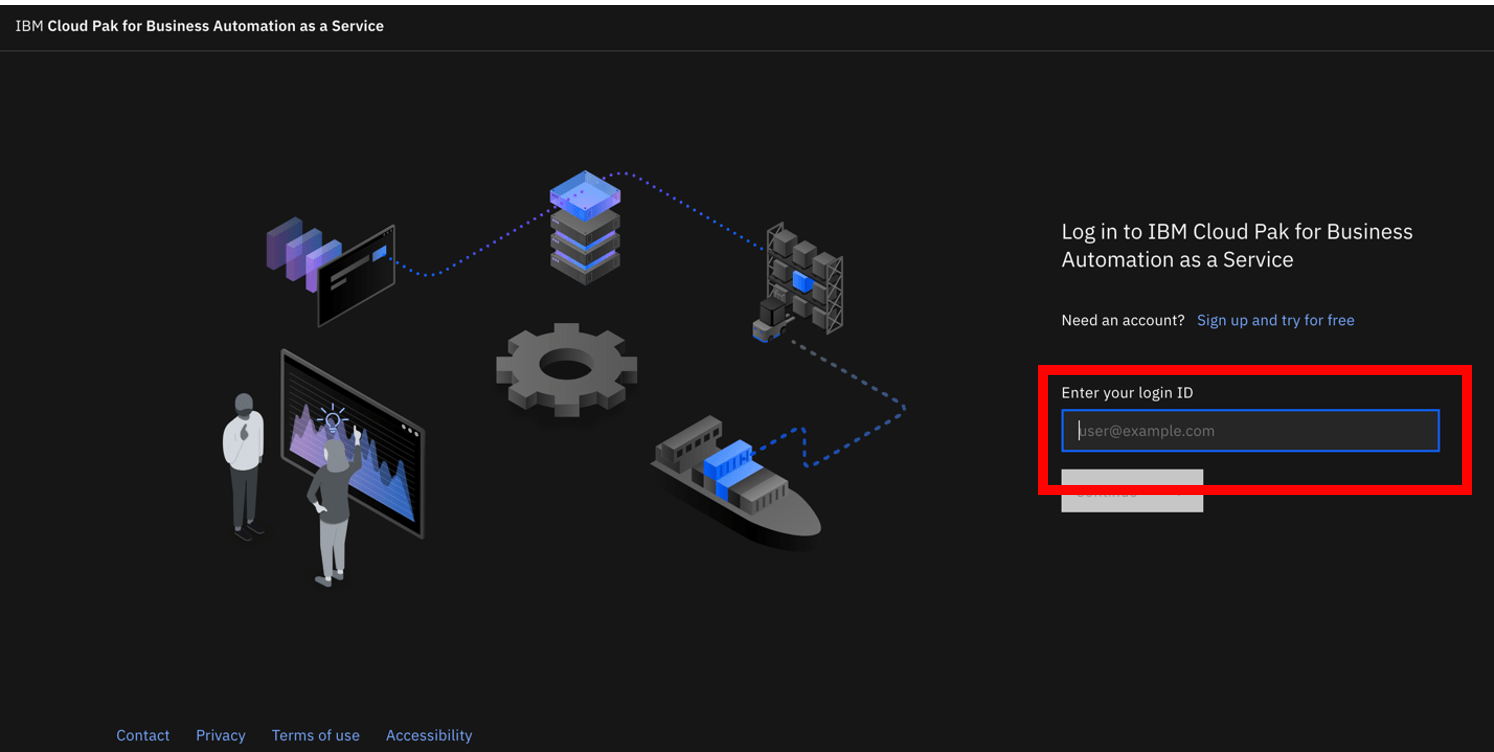 IBM Cloud Pak for Business Automation as a Service
Log in to IBM Cloud Pak for Business
Automation as a Service
Need an account? Sign up and try for free
Enter your login ID
user@example.com
Contact Privacy Terms of use Accessibility